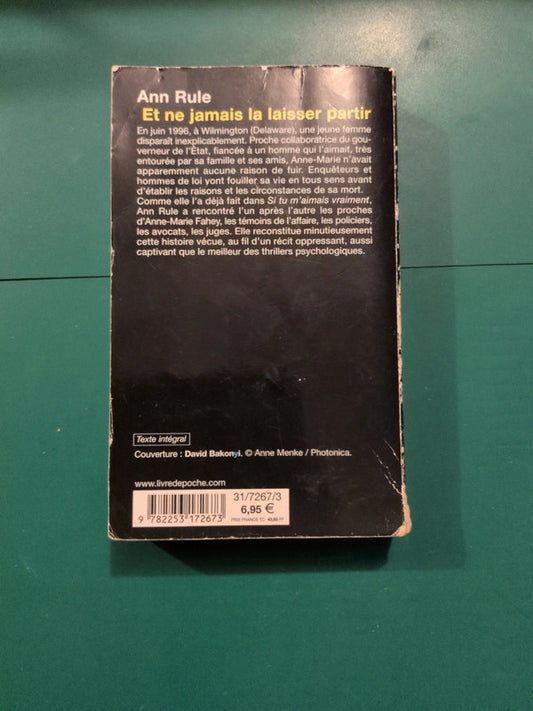 Ann Rule
Et ne jamais la laisser partir
En juin 1996, à Wilmington (Delaware), une jeune femme
disparaît inexplicablement. Proche collaboratrice du gou-
verneur de l'État, fiancée à un homme qui l'aimait, très
entourée par sa famille et ses amis, Anne-Marie n'avait
apparemment aucune raison de fuir. Enquêteurs et
hommes de loi vont fouiller sa vie en tous sens avant
d'établir les raisons et les circonstances de sa mort.
Comme elle l'a déjà fait dans Si tu m'aimais vraiment,
Ann Rule a rencontré l'un après l'autre les proches
d'Anne-Marie Fahey, les témoins de l'affaire, les policiers,
les avocats, les juges. Elle reconstitue minutieusement
cette histoire vécue, au fil d'un récit oppressant, aussi
captivant que le meilleur des thrillers psychologiques.
Texte intégral
Couverture : David Bakonyi. © Anne Menke / Photonica.
www.livredepoche.com
31/7267/3
6,95 €
PRIX FRANCE TC
9 782253 172673